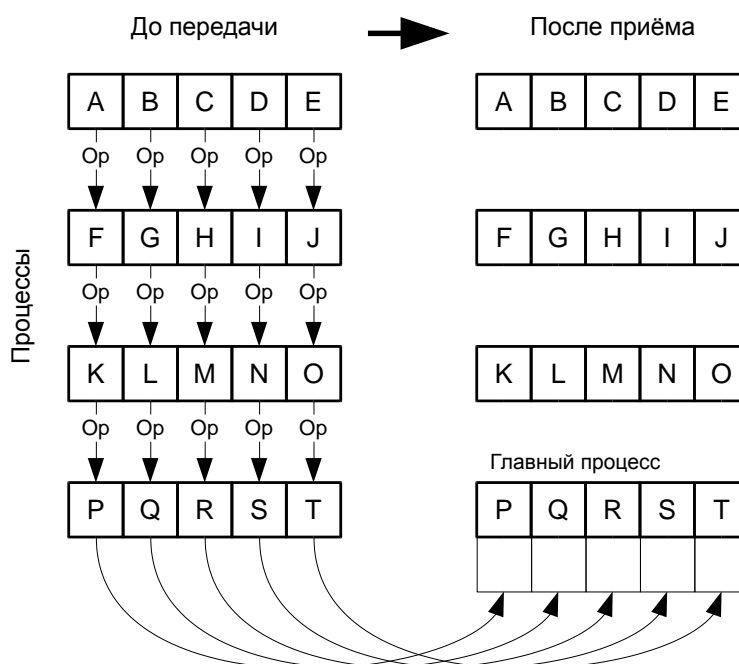 До передачи
После приёма
A B C D E
A B C D E
Op Op Op Op Op
F G H I J
F G H I J
Процессы
Op Op Op Op Op
K L M N O
K L M N O
Op Op Op Op Op
Главный процесс
P Q R S T
P Q R S T